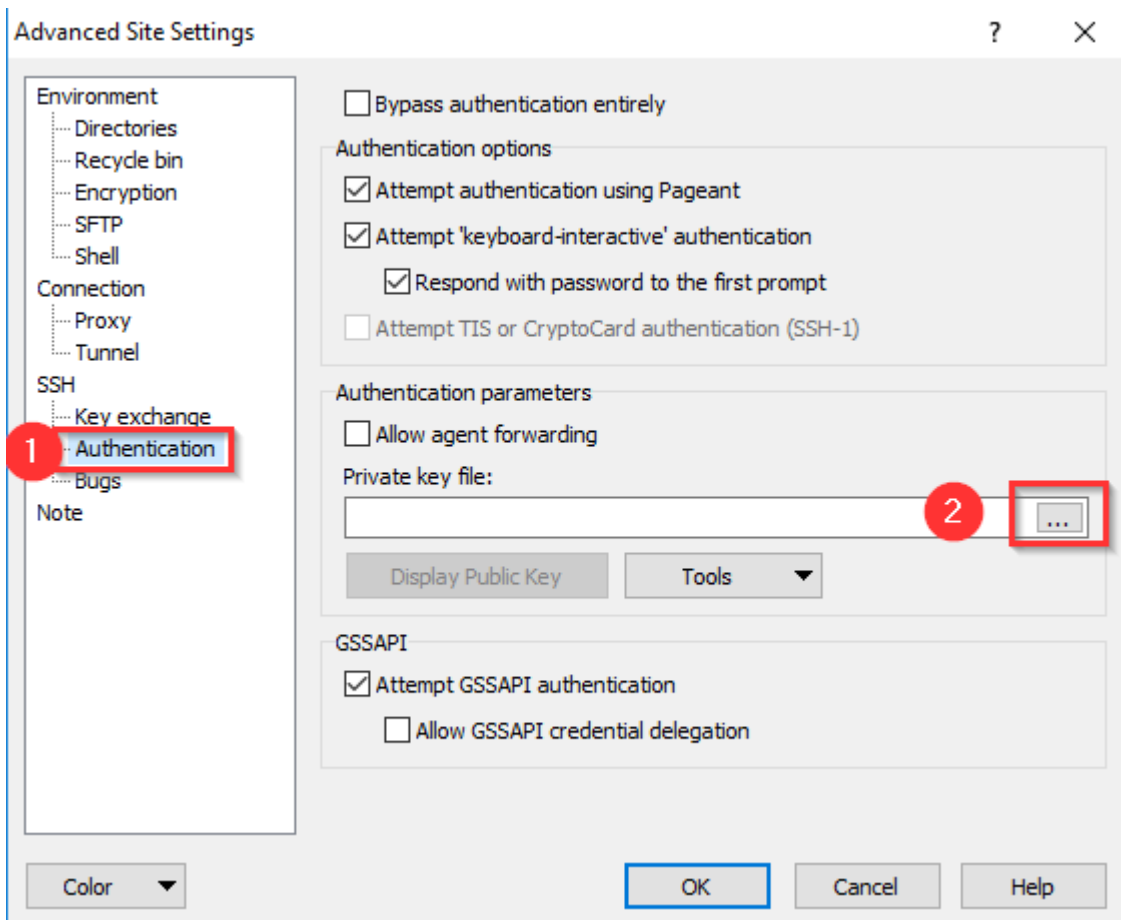 Advanced Site Settings
?
Environment
Directories
Recycle bin
Encryption
SFTP
Shell
Connection
Proxy
Tunnel
SSH
Key exchange
1
Authentication
Bugs
Note
Bypass authentication entirely
Authentication options
Attempt authentication using Pageant
Attempt 'keyboard-interactive' authentication
Respond with password to the first prompt
Attempt TIS or CryptoCard authentication (SSH-1)
Authentication parameters
Allow agent forwarding
Private key file:
2
...
Display Public Key
Tools
GSSAPI
Attempt GSSAPI authentication
Allow GSSAPI credential delegation
Color
OK
Cancel
Help